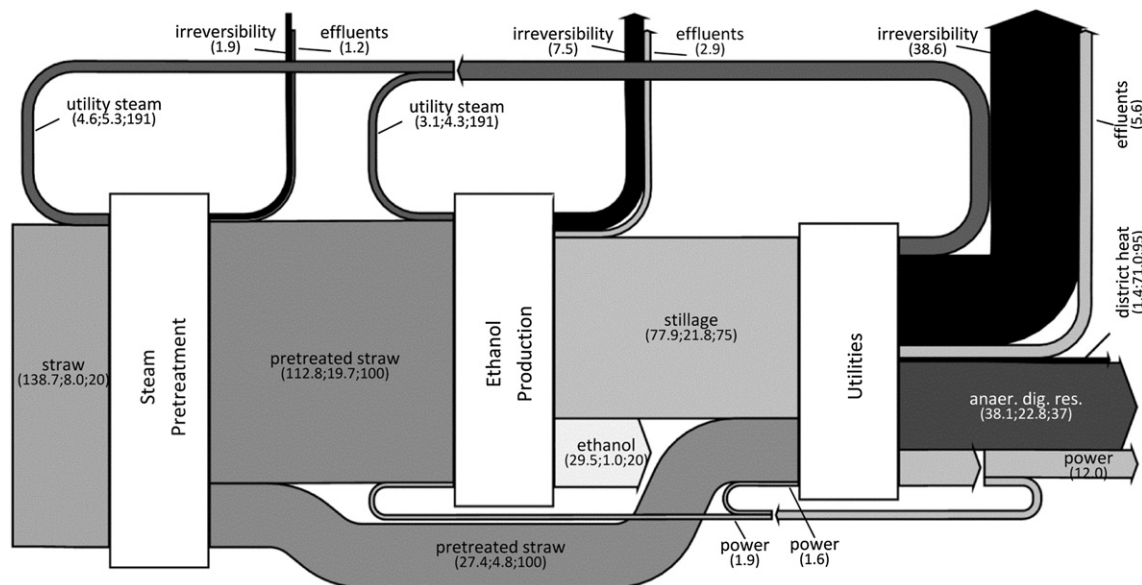 irreversibility
(1.9)
effluents
(1.2)
irreversibility
(7.5)
effluents
(2.9)
irreversibility
(38.6)
effluents
(5.6)
utility steam
(4.6;5.3;191)
utility steam
(3.1;4.3;191)
district heat
(1.4;71.0;95)
straw
(138.7;8.0;20)
Steam
Pretreatment
pretreated straw
(112.8;19.7;100)
Ethanol
Production
stillage
(77.9;21.8;75)
Utilities
anaer. dig. res.
(38.1;22.8;37)
ethanol
(29.5;1.0;20)
power
(12.0)
pretreated straw
(27.4;4.8;100)
power
(1.9)
power
(1.6)